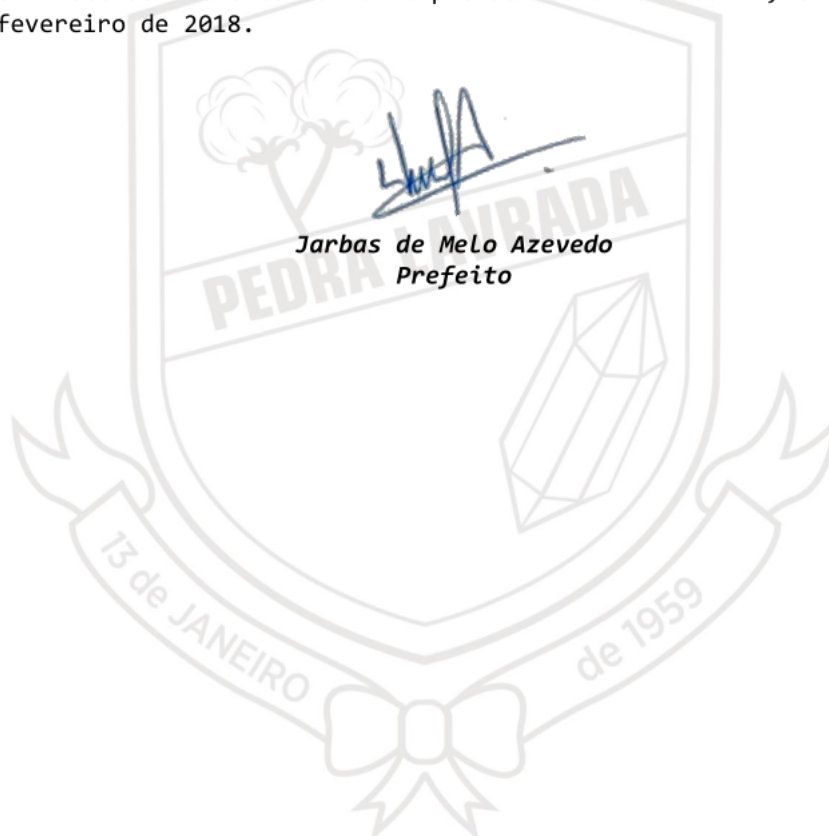 fevereiro de 2018.
Jarbas de Melo Azevedo
Prefeito
PEDRA LAVRADA
13 de JANEIRO
de 1959